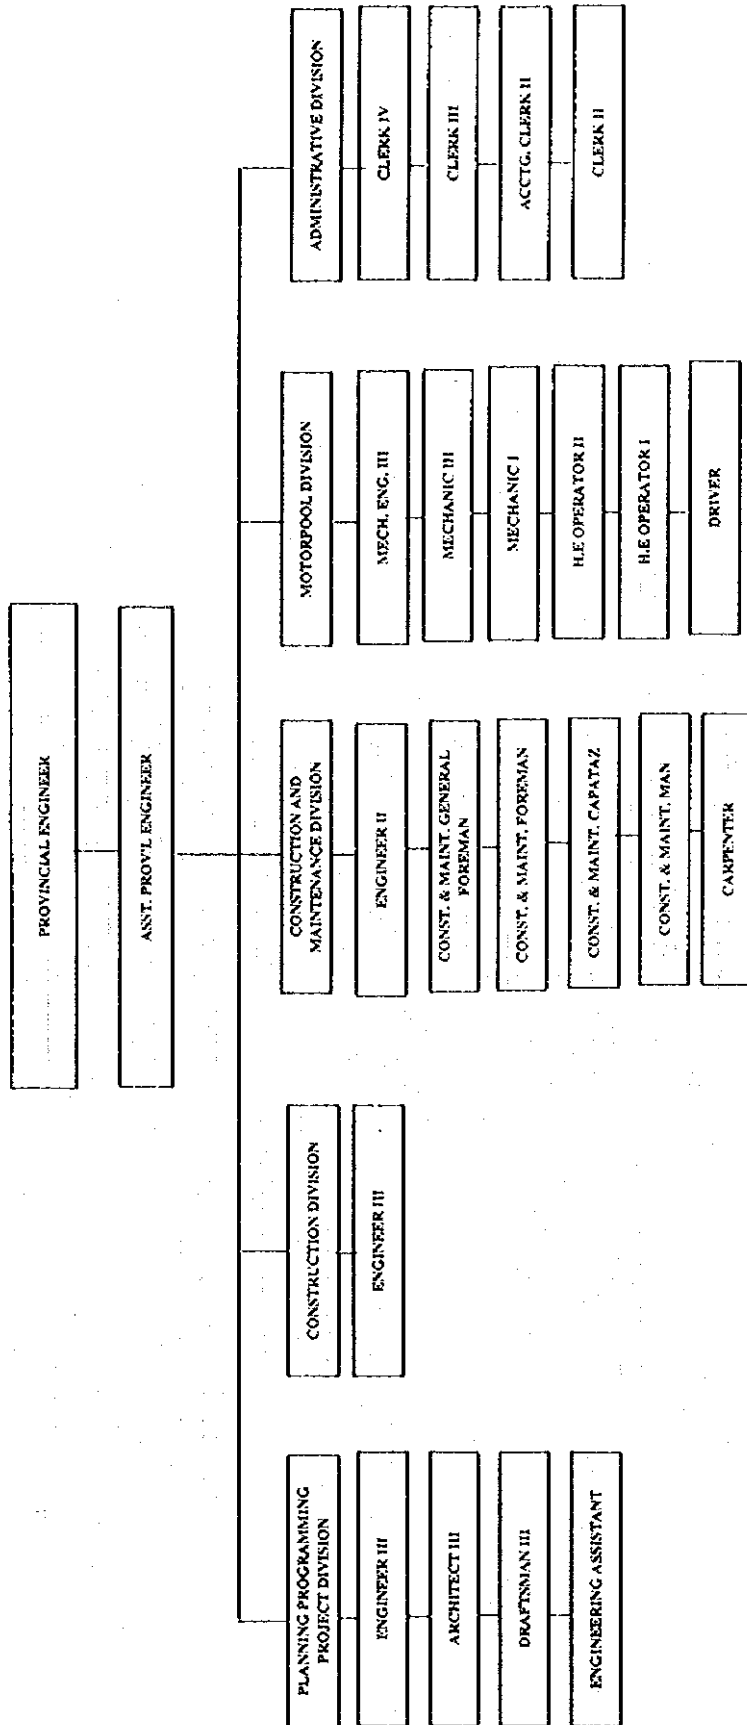 PROVINCIAL ENGINEER
ASST. PROV'L ENGINEER
PLANNING PROGRAMMING
PROJECT DIVISION
ENGINEER III
ARCHITECT III
DRAFTSMAN III
ENGINEERING ASSISTANT
CONSTRUCTION DIVISION
ENGINEER III
CONSTRUCTION AND
MAINTENANCE DIVISION
ENGINEER II
CONST. & MAINT. GENERAL
FOREMAN
CONST. & MAINT. FOREMAN
CONST. & MAINT. CAPATAZ
CONST. & MAINT. MAN
CARPENTER
MOTORPOOL DIVISION
MECH. ENG. III
MECHANIC III
MECHANIC I
H.E OPERATOR II
H.E OPERATOR I
DRIVER
ADMINISTRATIVE DIVISION
CLERK IV
CLERK III
ACCTG. CLERK II
CLERK II